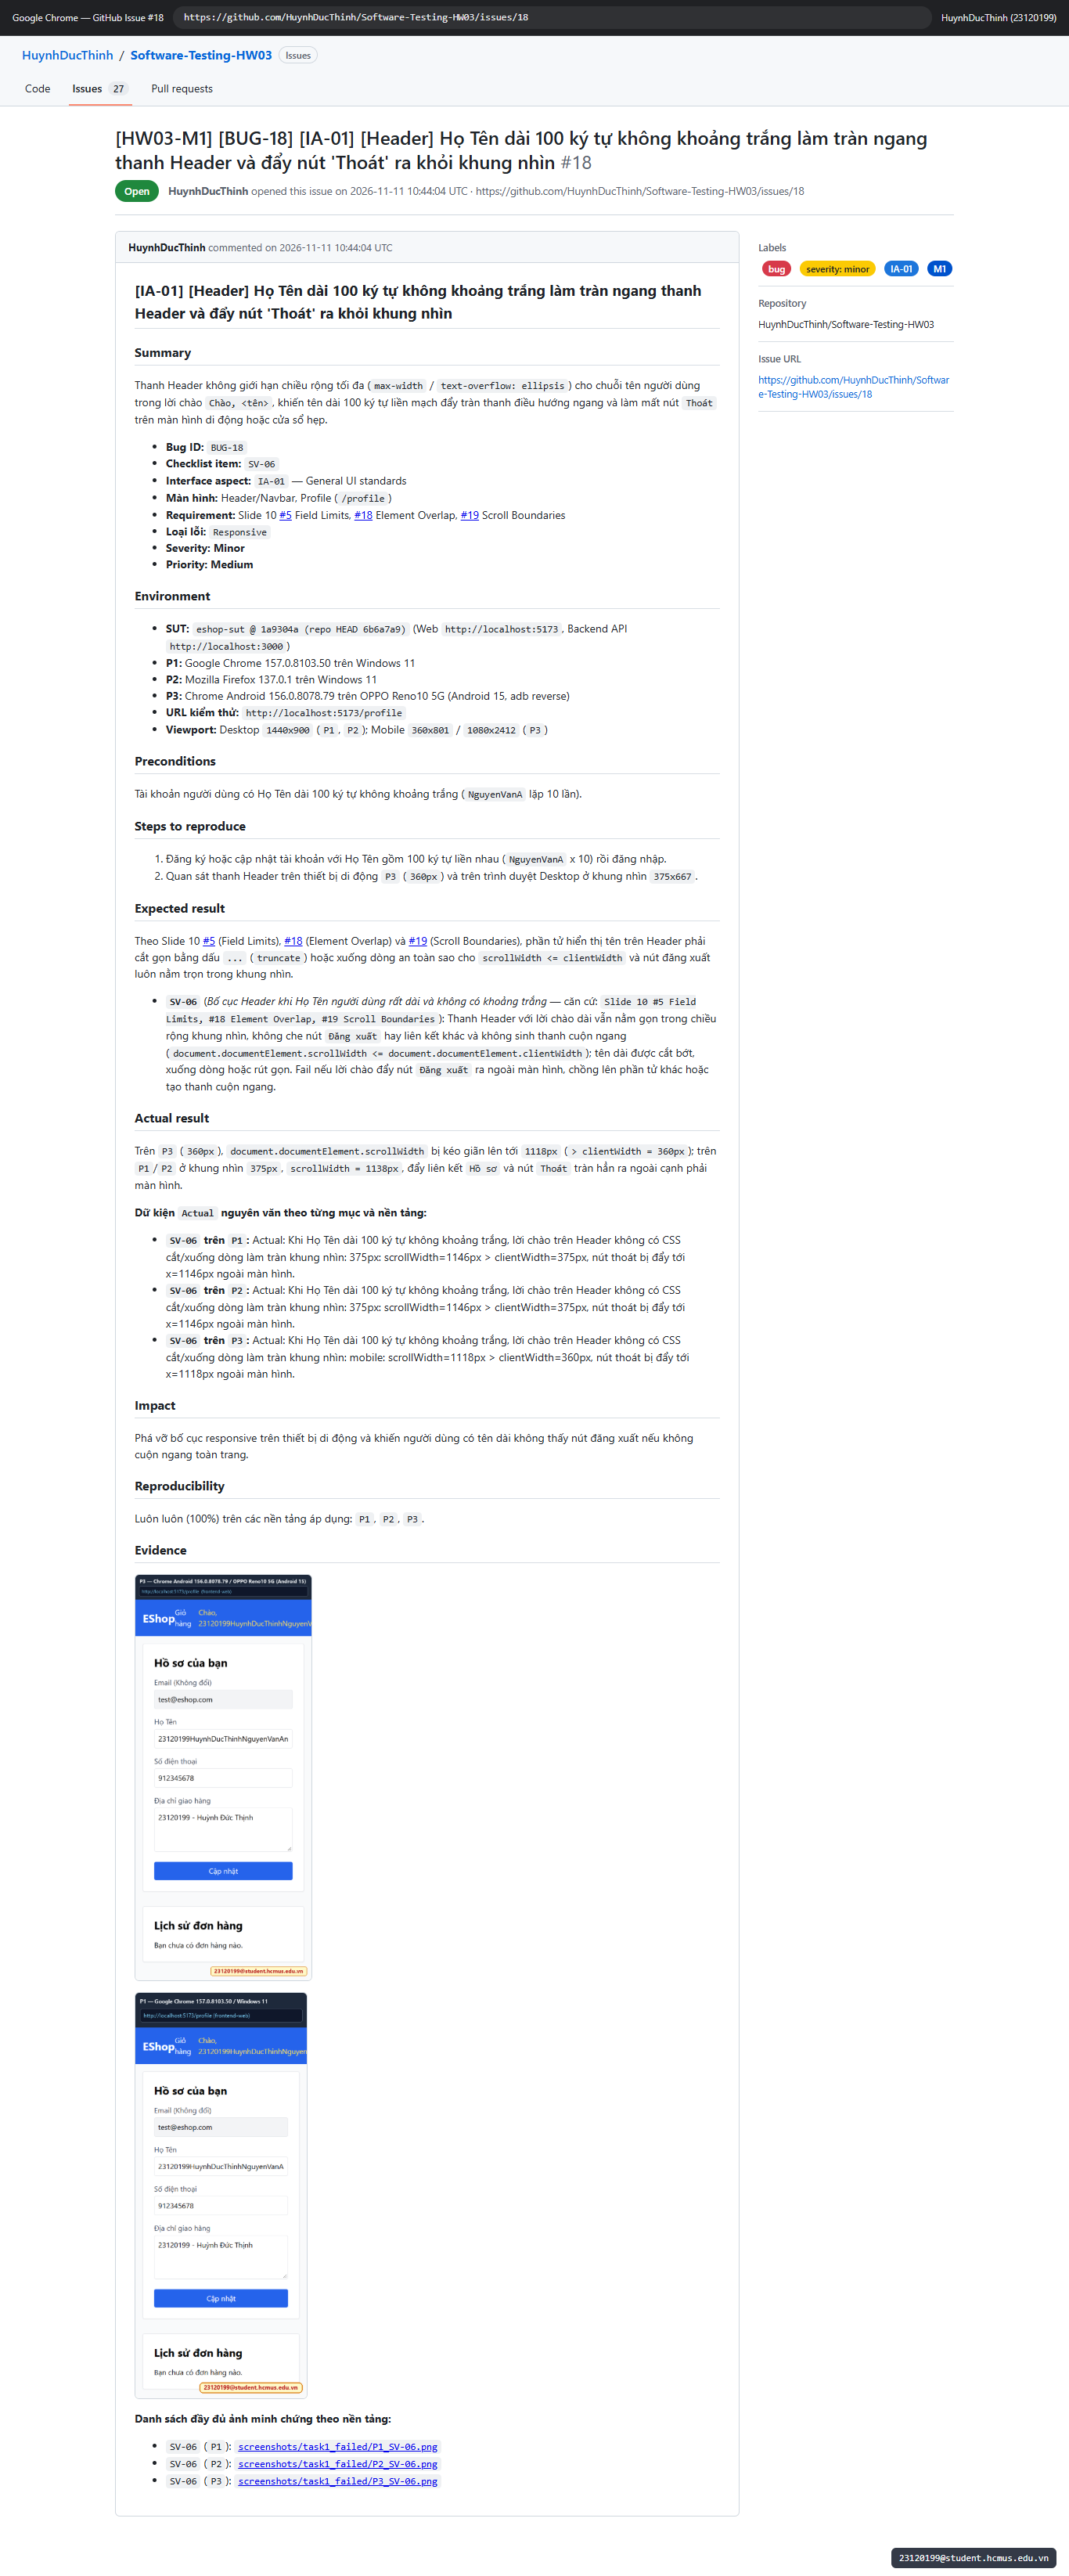 Google Chrome — GitHub Issue #18
https://github.com/HuynhDucThinh/Software-Testing-HW03/issues/18
HuynhDucThinh (23120199)
HuynhDucThinh / Software-Testing-HW03 Issues
Code Issues 27 Pull requests
[HW03-M1] [BUG-18] [IA-01] [Header] Họ Tên dài 100 ký tự không khoảng trắng làm tràn ngang
thanh Header và đẩy nút 'Thoát' ra khỏi khung nhìn #18
Open HuynhDucThinh opened this issue on 2026-11-11 10:44:04 UTC · https://github.com/HuynhDucThinh/Software-Testing-HW03/issues/18
HuynhDucThinh commented on 2026-11-11 10:44:04 UTC
[IA-01] [Header] Họ Tên dài 100 ký tự không khoảng trắng làm tràn ngang thanh
Header và đẩy nút 'Thoát' ra khỏi khung nhìn
Summary
Thanh Header không giới hạn chiều rộng tối đa ( max-width / text-overflow: ellipsis ) cho chuỗi tên người dùng
trong lời chào Chào, <tên>, khiến tên dài 100 ký tự liền mạch đẩy tràn thanh điều hướng ngang và làm mất nút Thoát
trên màn hình di động hoặc cửa sổ hẹp.
• Bug ID: BUG-18
• Checklist item: SV-06
• Interface aspect: IA-01 — General UI standards
• Màn hình: Header/Navbar, Profile ( /profile )
• Requirement: Slide 10 #5 Field Limits, #18 Element Overlap, #19 Scroll Boundaries
• Loại lỗi: Responsive
• Severity: Minor
• Priority: Medium
Environment
• SUT: eshop-sut @ 1a9304a (repo HEAD 6b6a7a9) (Web http://localhost:5173, Backend API
http://localhost:3000 )
• P1: Google Chrome 157.0.8103.50 trên Windows 11
• P2: Mozilla Firefox 137.0.1 trên Windows 11
• P3: Chrome Android 156.0.8078.79 trên OPPO Reno10 5G (Android 15, adb reverse)
• URL kiểm thử: http://localhost:5173/profile
• Viewport: Desktop 1440x900 ( P1, P2 ); Mobile 360x801 / 1080x2412 ( P3 )
Preconditions
Tài khoản người dùng có Họ Tên dài 100 ký tự không khoảng trắng ( NguyenVanA lặp 10 lần).
Steps to reproduce
1. Đăng ký hoặc cập nhật tài khoản với Họ Tên gồm 100 ký tự liền nhau ( NguyenVanA x 10) rồi đăng nhập.
2. Quan sát thanh Header trên thiết bị di động P3 ( 360px ) và trên trình duyệt Desktop ở khung nhìn 375x667.
Expected result
Theo Slide 10 #5 (Field Limits), #18 (Element Overlap) và #19 (Scroll Boundaries), phần tử hiển thị tên trên Header phải
cắt gọn bằng dấu ... ( truncate ) hoặc xuống dòng an toàn sao cho scrollWidth <= clientWidth và nút đăng xuất
luôn nằm trọn trong khung nhìn.
• SV-06 (Bố cục Header khi Họ Tên người dùng rất dài và không có khoảng trắng — căn cứ: Slide 10 #5 Field
Limits, #18 Element Overlap, #19 Scroll Boundaries ): Thanh Header với lời chào dài vẫn nằm gọn trong chiều
rộng khung nhìn, không che nút Đăng xuất hay liên kết khác và không sinh thanh cuộn ngang
( document.documentElement.scrollWidth <= document.documentElement.clientWidth ); tên dài được cắt bớt,
xuống dòng hoặc rút gọn. Fail nếu lời chào đẩy nút Đăng xuất ra ngoài màn hình, chồng lên phần tử khác hoặc
tạo thanh cuộn ngang.
Actual result
Trên P3 ( 360px ), document.documentElement.scrollWidth bị kéo giãn lên tới 1118px ( > clientWidth = 360px ); trên
P1 / P2 ở khung nhìn 375px, scrollWidth = 1138px, đẩy liên kết Hồ sơ và nút Thoát tràn hẳn ra ngoài cạnh phải
màn hình.
Dữ kiện Actual nguyên văn theo từng mục và nền tảng:
• SV-06 trên P1: Actual: Khi Họ Tên dài 100 ký tự không khoảng trắng, lời chào trên Header không có CSS
cắt/xuống dòng làm tràn khung nhìn: 375px: scrollWidth=1146px > clientWidth=375px, nút thoát bị đẩy tới
x=1146px ngoài màn hình.
• SV-06 trên P2: Actual: Khi Họ Tên dài 100 ký tự không khoảng trắng, lời chào trên Header không có CSS
cắt/xuống dòng làm tràn khung nhìn: 375px: scrollWidth=1146px > clientWidth=375px, nút thoát bị đẩy tới
x=1146px ngoài màn hình.
• SV-06 trên P3: Actual: Khi Họ Tên dài 100 ký tự không khoảng trắng, lời chào trên Header không có CSS
cắt/xuống dòng làm tràn khung nhìn: mobile: scrollWidth=1118px > clientWidth=360px, nút thoát bị đẩy tới
x=1118px ngoài màn hình.
Impact
Phá vỡ bố cục responsive trên thiết bị di động và khiến người dùng có tên dài không thấy nút đăng xuất nếu không
cuộn ngang toàn trang.
Reproducibility
Luôn luôn (100%) trên các nền tảng áp dụng: P1, P2, P3.
Evidence
P3 — Chrome Android 156.0.8078.79 / OPPO Reno10 5G (Android 15)
http://localhost:5173/profile (frontend-web)
EShop Giỏ hàng Chào,
23120199HuynhDucThinhNguyenV
Hồ sơ của bạn
Email (Không đổi)
test@eshop.com
Họ Tên
23120199HuynhDucThinhNguyenVanAn
Số điện thoại
912345678
Địa chỉ giao hàng
23120199 - Huỳnh Đức Thịnh
Cập nhật
Lịch sử đơn hàng
Bạn chưa có đơn hàng nào.
23120199@student.hcmus.edu.vn
P1 — Google Chrome 157.0.8103.50 / Windows 11
http://localhost:5173/profile (frontend-web)
EShop Giỏ hàng Chào,
23120199HuynhDucThinhNguyen
Hồ sơ của bạn
Email (Không đổi)
test@eshop.com
Họ Tên
23120199HuynhDucThinhNguyenVanA
Số điện thoại
912345678
Địa chỉ giao hàng
23120199 - Huỳnh Đức Thịnh
Cập nhật
Lịch sử đơn hàng
Bạn chưa có đơn hàng nào.
23120199@student.hcmus.edu.vn
Danh sách đầy đủ ảnh minh chứng theo nền tảng:
• SV-06 ( P1 ): screenshots/task1_failed/P1_SV-06.png
• SV-06 ( P2 ): screenshots/task1_failed/P2_SV-06.png
• SV-06 ( P3 ): screenshots/task1_failed/P3_SV-06.png
Labels
bug severity: minor IA-01 M1
Repository
HuynhDucThinh/Software-Testing-HW03
Issue URL
https://github.com/HuynhDucThinh/Softwar
e-Testing-HW03/issues/18
23120199@student.hcmus.edu.vn